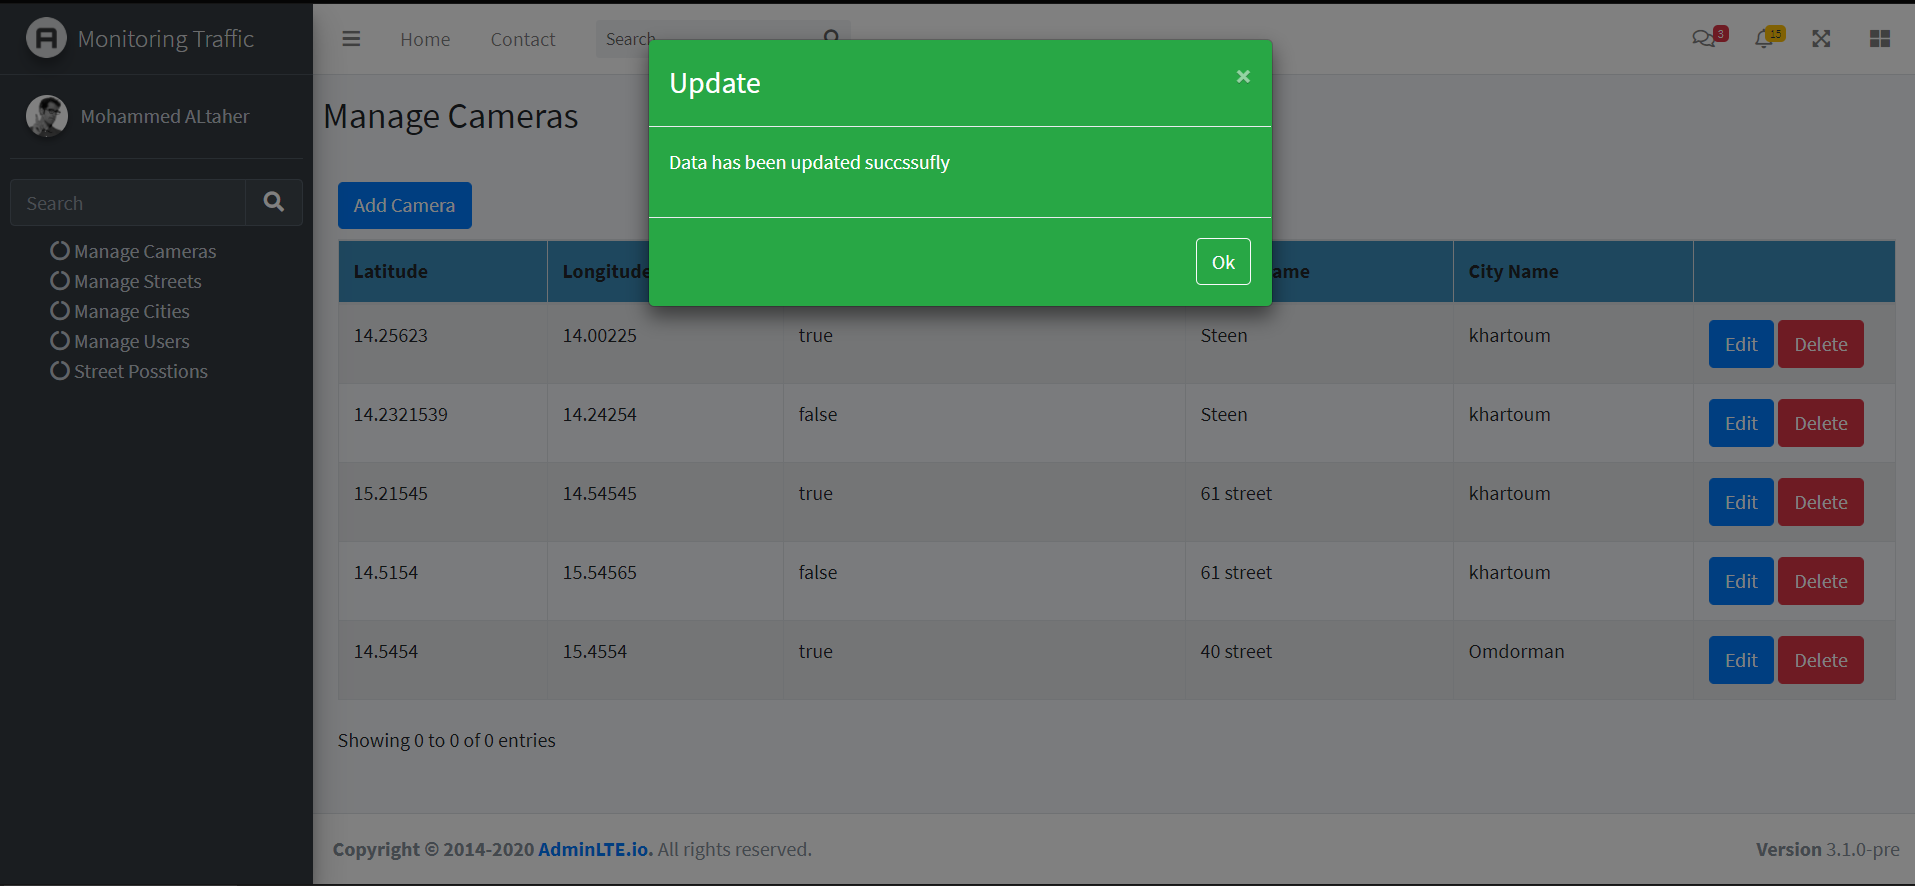 Monitoring Traffic
Home
Contact
Search
3
15
Mohammed ALtaher
Search
Manage Cameras
Manage Streets
Manage Cities
Manage Users
Street Posstions
Manage Cameras
Update
×
Data has been updated succssufly
Ok
Add Camera
Latitude Longitude ame City Name
14.25623 14.00225 true Steen khartoum Edit Delete
14.2321539 14.24254 false Steen khartoum Edit Delete
15.21545 14.54545 true 61 street khartoum Edit Delete
14.5154 15.54565 false 61 street khartoum Edit Delete
14.5454 15.4554 true 40 street Omdorman Edit Delete
Showing 0 to 0 of 0 entries
Copyright © 2014-2020 AdminLTE.io. All rights reserved.
Version 3.1.0-pre